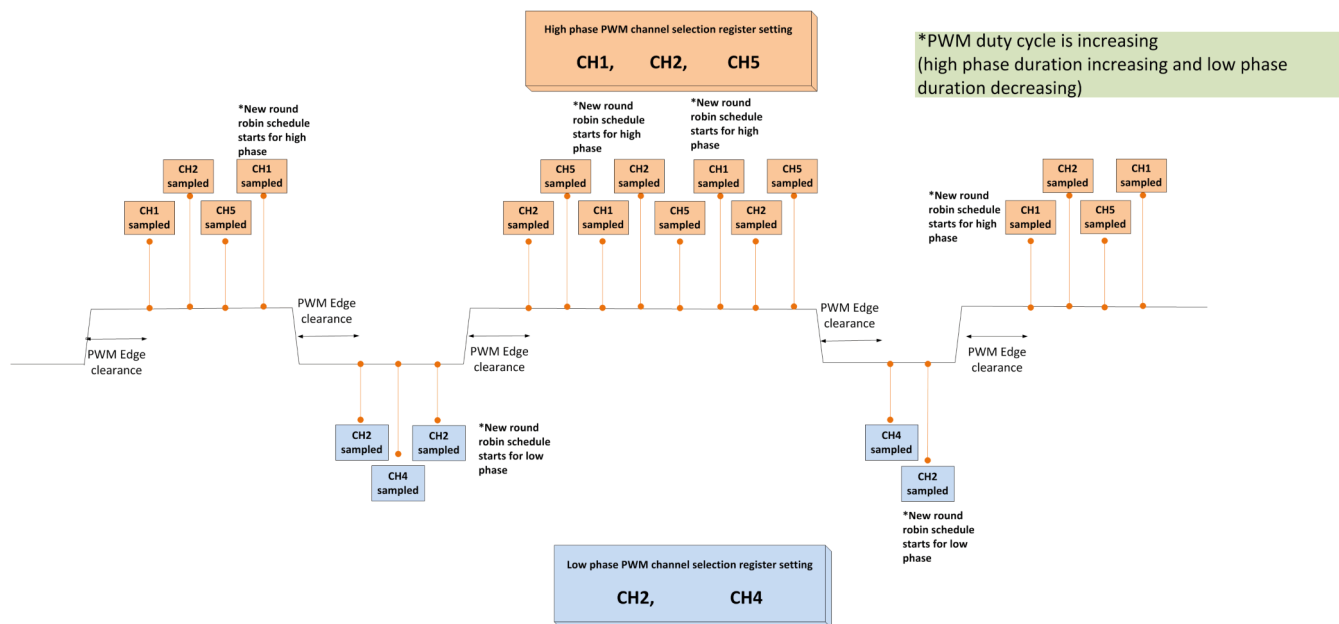 High phase PWM channel selection register setting
CH1, CH2, CH5
*PWM duty cycle is increasing
(high phase duration increasing and low phase
duration decreasing)
*New round
robin schedule
starts for high
phase
*New round
robin schedule
starts for high
phase
*New round
robin schedule
starts for high
phase
CH2
sampled
CH1
sampled
CH5
sampled
CH2
sampled
CH1
sampled
CH5
sampled
CH2
sampled
CH1
sampled
*New round
robin schedule
starts for high
phase
CH1
sampled
CH5
sampled
CH2
sampled
CH1
sampled
CH5
sampled
CH2
sampled
CH1
sampled
CH5
sampled
PWM Edge
clearance
PWM Edge
clearance
PWM Edge
clearance
PWM Edge
clearance
PWM Edge
clearance
CH2
sampled
CH4
sampled
CH2
sampled
*New round
robin schedule
starts for low
phase
CH4
sampled
CH2
sampled
*New round
robin schedule
starts for low
phase
Low phase PWM channel selection register setting
CH2, CH4